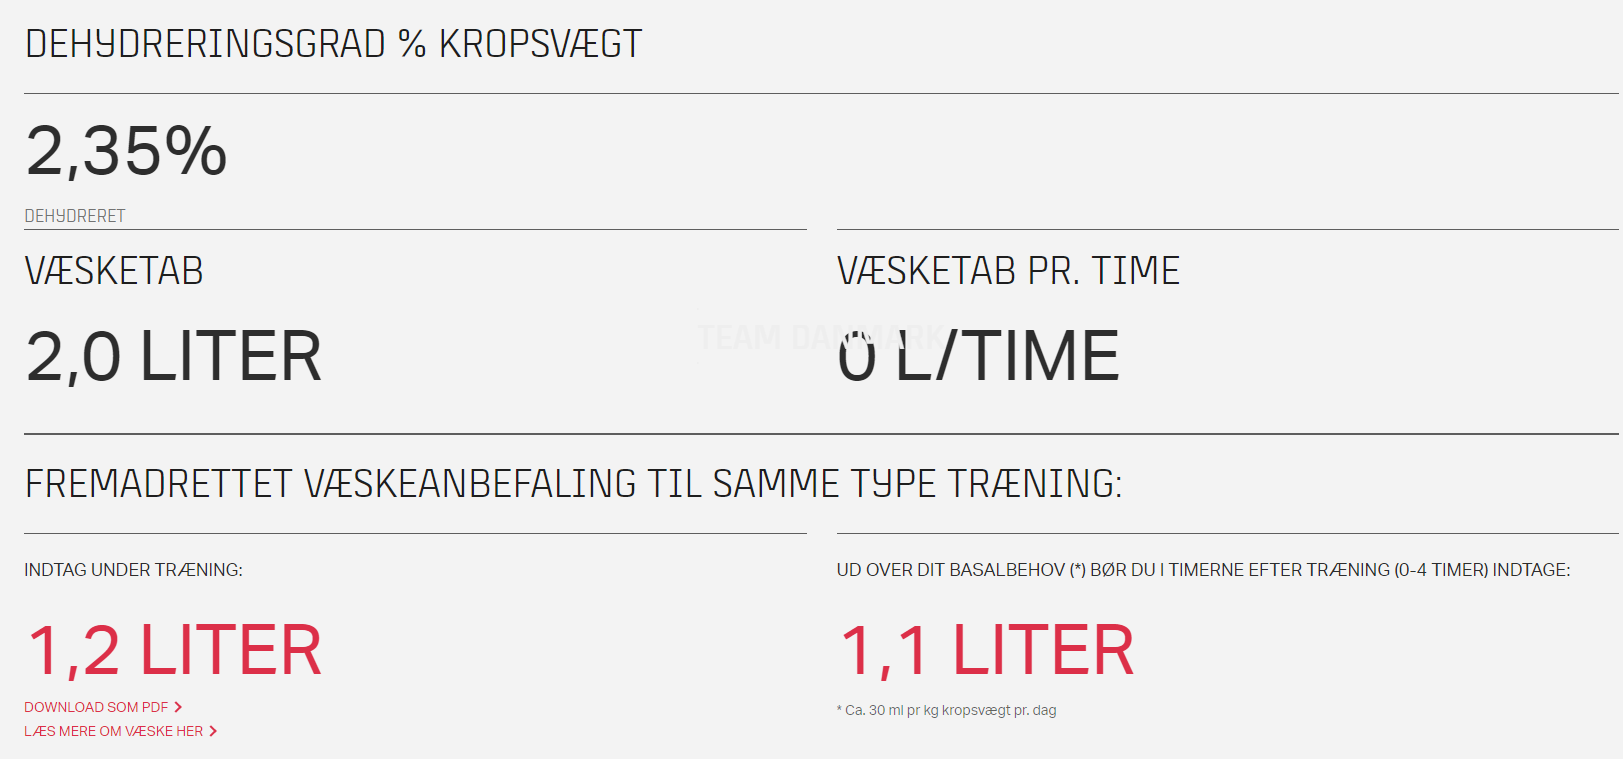 DEHYDRERINGSGRAD % KROPSVÆGT
2,35%
DEHYDRERET
VÆSKETAB
2,0 LITER
VÆSKETAB PR. TIME
0 L/TIME
TEAM DANMARK
FREMADRETTET VÆSKEANBEFALING TIL SAMME TYPE TRÆNING:
INDTAG UNDER TRÆNING:
1,2 LITER
DOWNLOAD SOM PDF
LÆS MERE OM VÆSKE HER
UD OVER DIT BASALBEHOV (*) BØR DU I TIMERNE EFTER TRÆNING (0-4 TIMER) INDTAGE:
1,1 LITER
* Ca. 30 ml pr kg kropsvægt pr. dag